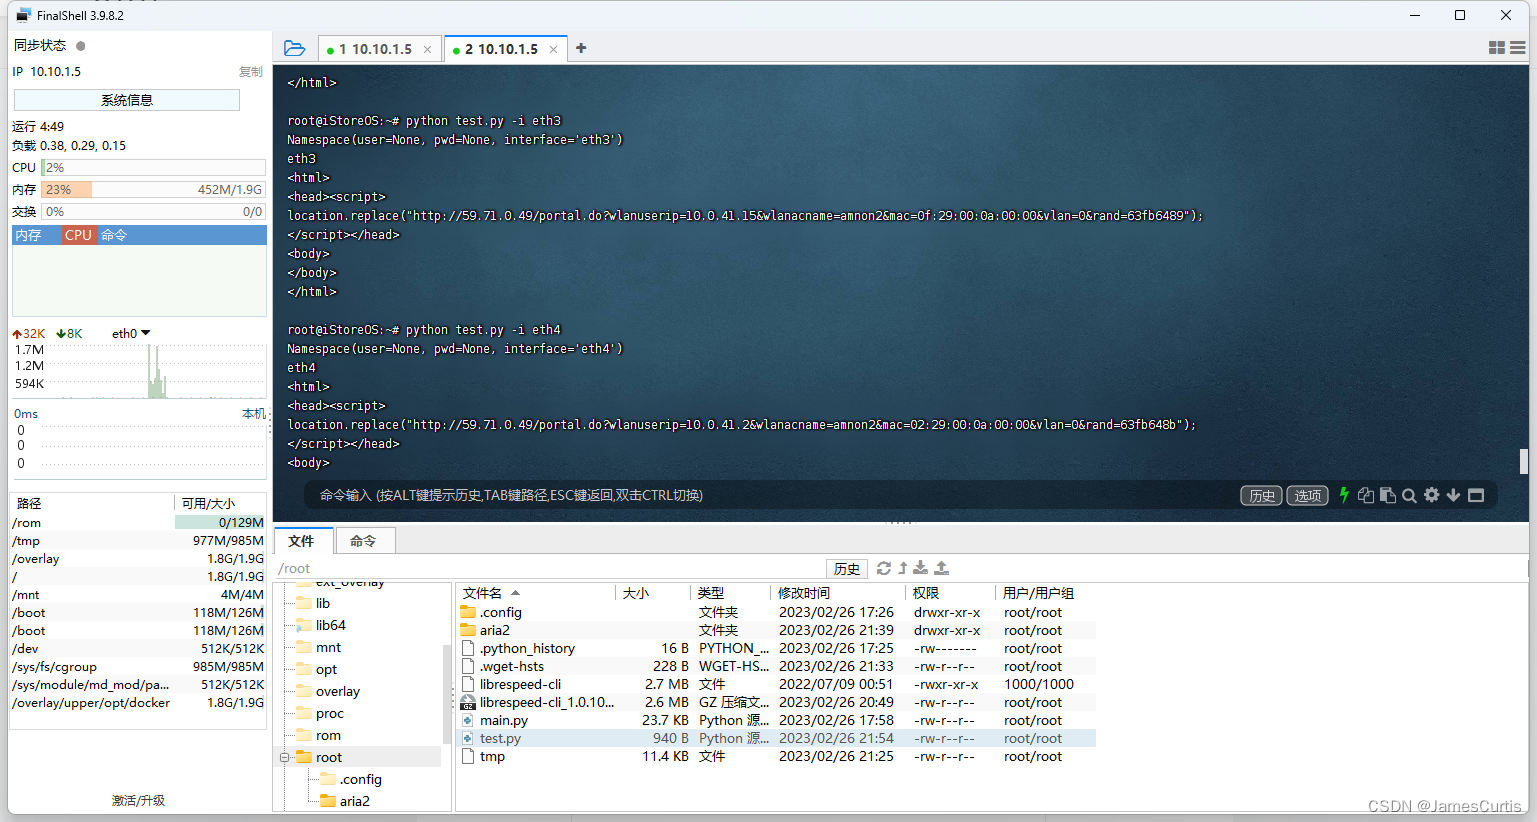 FinalShell 3.9.8.2
同步状态
IP 10.10.1.5
复制
系统信息
运行 4:49
负载 0.38, 0.29, 0.15
CPU 2%
内存 23% 452M/1.9G
交换 0% 0/0
内存 CPU 命令
32K 8K eth0
1.7M
1.2M
594K
0ms 本机
0
0
0
路径 可用/大小
/rom 0/129M
/tmp 977M/985M
/overlay 1.8G/1.9G
/ 1.8G/1.9G
/mnt 4M/4M
/boot 118M/126M
/boot 118M/126M
/dev 512K/512K
/sys/fs/cgroup 985M/985M
/sys/module/md_mod/pa... 512K/512K
/overlay/upper/opt/docker 1.8G/1.9G
激活/升级
1 10.10.1.5 ×
2 10.10.1.5 × +
</html>
root@iStoreOS:~# python test.py -i eth3
Namespace(user=None, pwd=None, interface='eth3')
eth3
<html>
<head><script>
location.replace("http://59.71.0.49/portal.do?wlanuserip=10.0.41.15&wlanacname=amnon2&mac=0f:29:00:0a:00:00&vlan=0&rand=63fb6489");
</script></head>
<body>
</body>
</html>
root@iStoreOS:~# python test.py -i eth4
Namespace(user=None, pwd=None, interface='eth4')
eth4
<html>
<head><script>
location.replace("http://59.71.0.49/portal.do?wlanuserip=10.0.41.2&wlanacname=amnon2&mac=02:29:00:0a:00:00&vlan=0&rand=63fb648b");
</script></head>
<body>
命令输入 (按ALT键提示历史,TAB键路径,ESC键返回,双击CTRL切换)
历史 选项
文件 命令
/root
历史
ext_overlay
lib
lib64
mnt
opt
overlay
proc
rom
root
.config
aria2
文件名 大小 类型 修改时间 权限 用户/用户组
.config 文件夹 2023/02/26 17:26 drwxr-xr-x root/root
aria2 文件夹 2023/02/26 21:39 drwxr-xr-x root/root
.python_history 16 B PYTHON_... 2023/02/26 17:25 -rw------- root/root
.wget-hsts 228 B WGET-HS... 2023/02/26 21:33 -rw-r--r-- root/root
librespeed-cli 2.7 MB 文件 2022/07/09 00:51 -rwxr-xr-x 1000/1000
librespeed-cli_1.0.10... 2.6 MB GZ 压缩文... 2023/02/26 20:49 -rw-r--r-- root/root
main.py 23.7 KB Python 源... 2023/02/26 17:58 -rw-r--r-- root/root
test.py 940 B Python 源... 2023/02/26 21:54 -rw-r--r-- root/root
tmp 11.4 KB 文件 2023/02/26 21:25 -rw-r--r-- root/root
CSDN @JamesCurtis